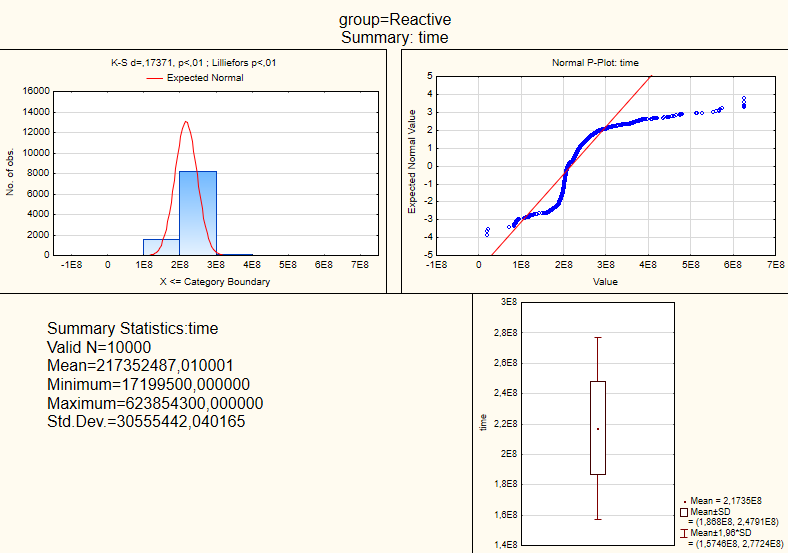 group=Reactive
Summary: time
K-S d=,17371, p<,01 ; Lilliefors p<,01
Expected Normal
16000
14000
12000
10000
8000
6000
4000
2000
0
No. of obs.
-1E8 0 1E8 2E8 3E8 4E8 5E8 6E8 7E8
X <= Category Boundary
Normal P-Plot: time
5
4
3
2
1
0
-1
-2
-3
-4
-5
Expected Normal Value
-1E8 0 1E8 2E8 3E8 4E8 5E8 6E8 7E8
Value
Summary Statistics:time
Valid N=10000
Mean=217352487,010001
Minimum=17199500,000000
Maximum=623854300,000000
Std.Dev.=30555442,040165
3E8
2,8E8
2,6E8
2,4E8
2,2E8
2E8
1,8E8
1,6E8
1,4E8
time
Mean = 2,1735E8
Mean±SD
= (1,868E8, 2,4791E8)
Mean±1,96*SD
= (1,5746E8, 2,7724E8)